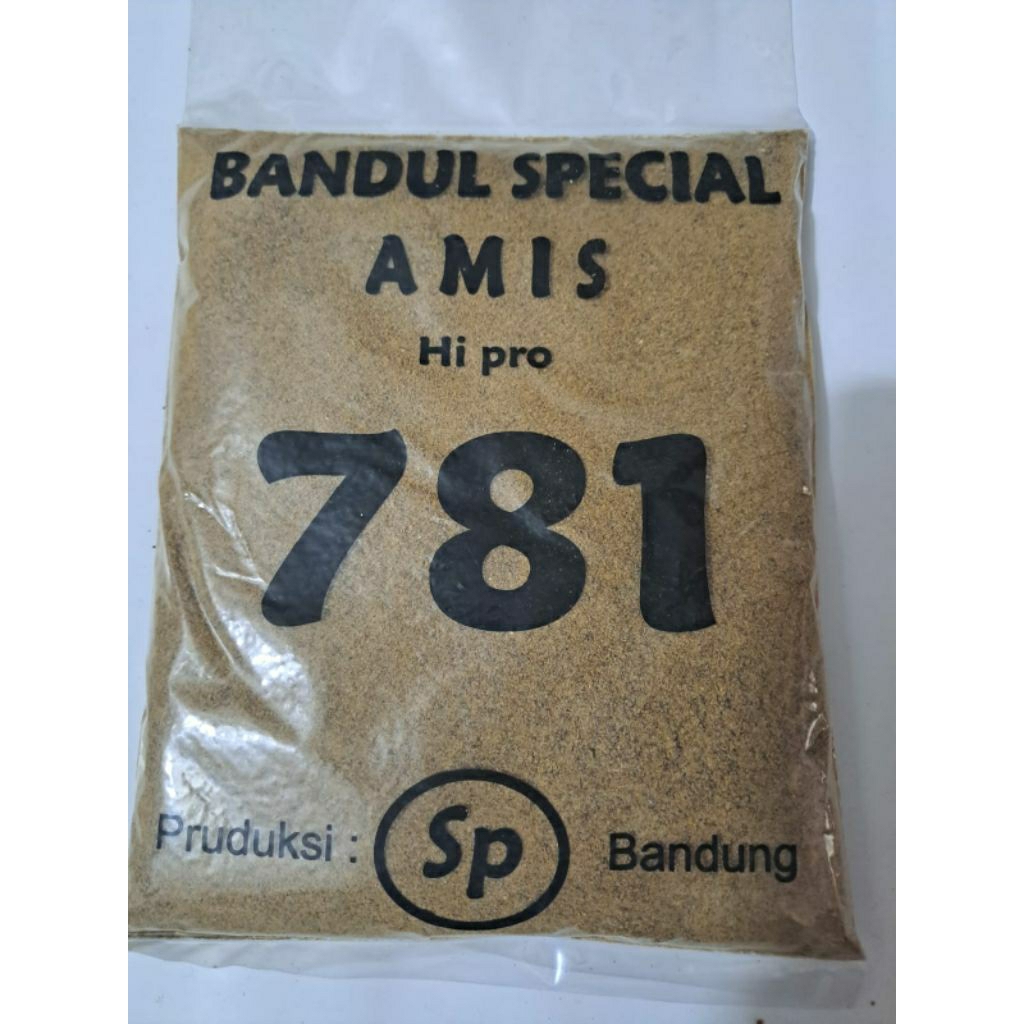 BANDUL SPECIAL
AMIS
Hi pro
781
Pruduksi : Sp Bandung